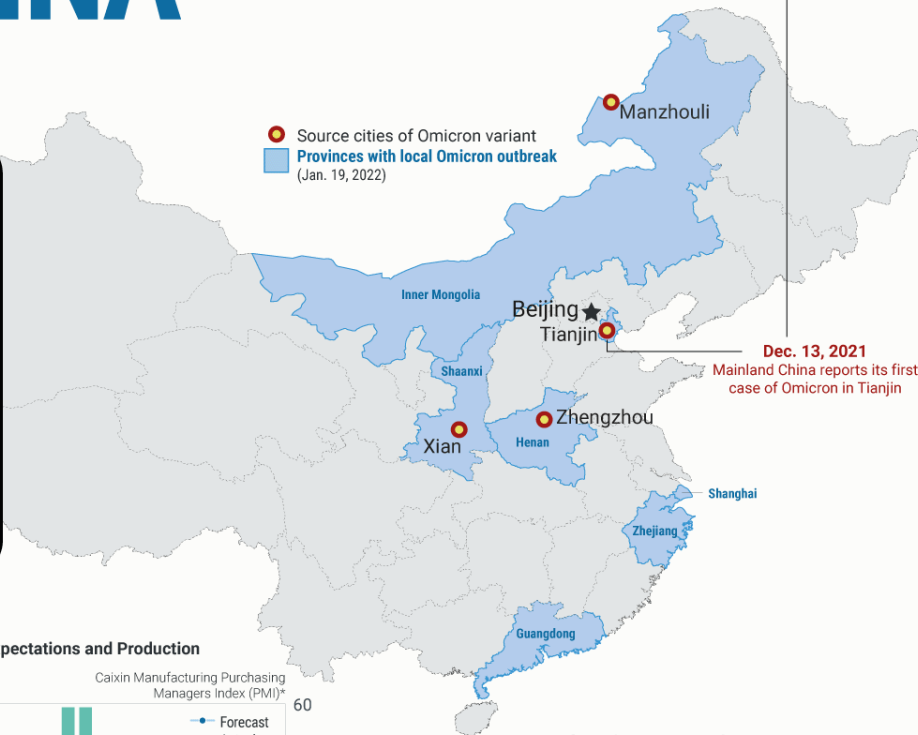 Manzhouli
Source cities of Omicron variant
Provinces with local Omicron outbreak
(Jan. 19, 2022)
Inner Mongolia
Beijing
Tianjin
Dec. 13, 2021
Mainland China reports its first
case of Omicron in Tianjin
Shaanxi
Zhengzhou
Xian
Henan
Shanghai
Zhejiang
Guangdong
pectations and Production
Caixin Manufacturing Purchasing
Managers Index (PMI)*
60
Forecast